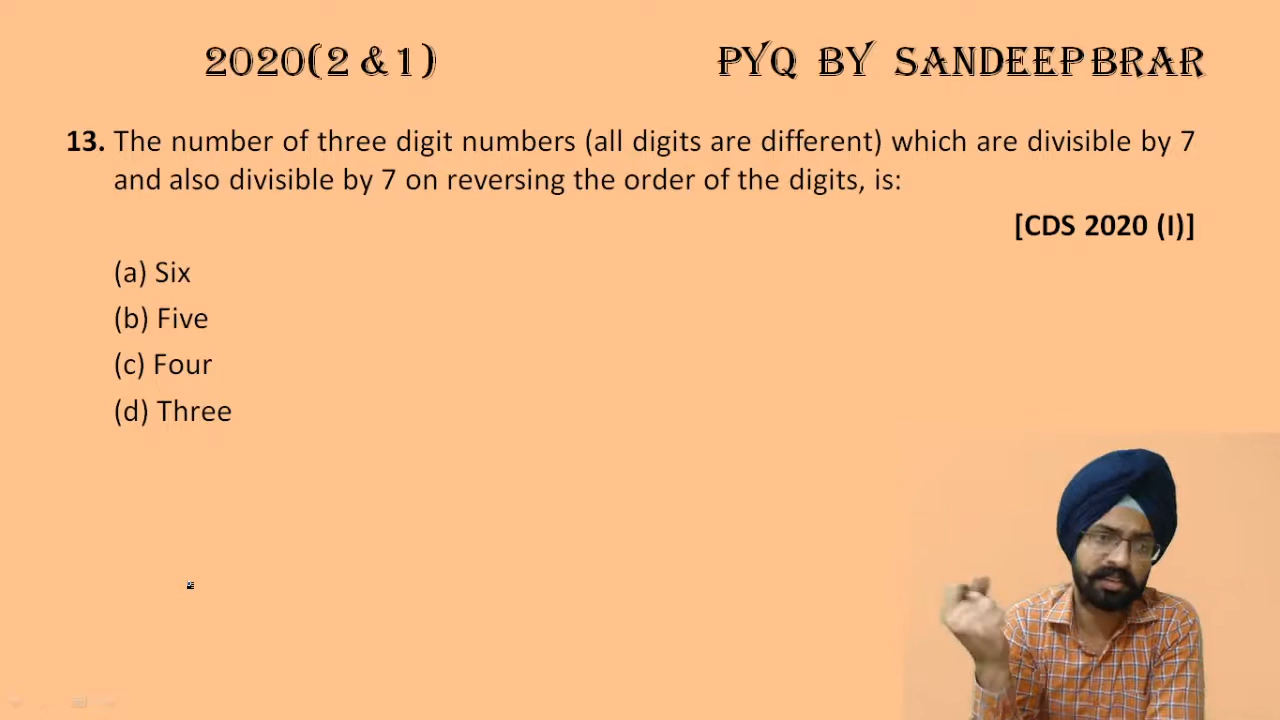 2020(2 & 1)
PYQ BY SANDEEP BRAR
13. The number of three digit numbers (all digits are different) which are divisible by 7
and also divisible by 7 on reversing the order of the digits, is:
[CDS 2020 (I)]
(a) Six
(b) Five
(c) Four
(d) Three